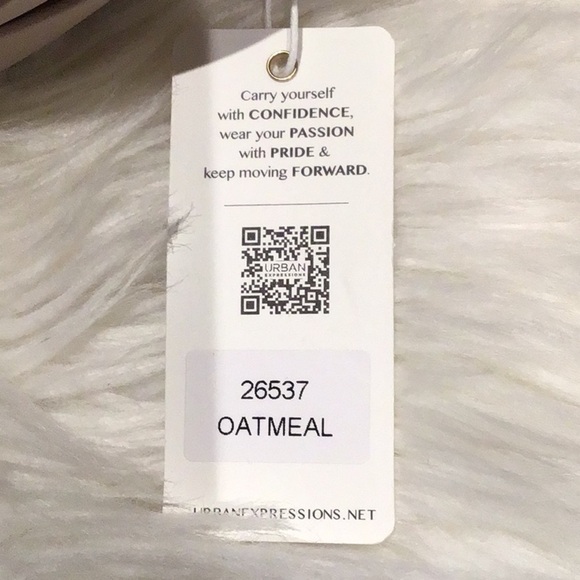 Carry yourself
with CONFIDENCE,
wear your PASSION
with PRIDE &
keep moving FORWARD.
URBAN
EXPRESSIONS
26537
OATMEAL
URBANEXPRESSIONS.NET